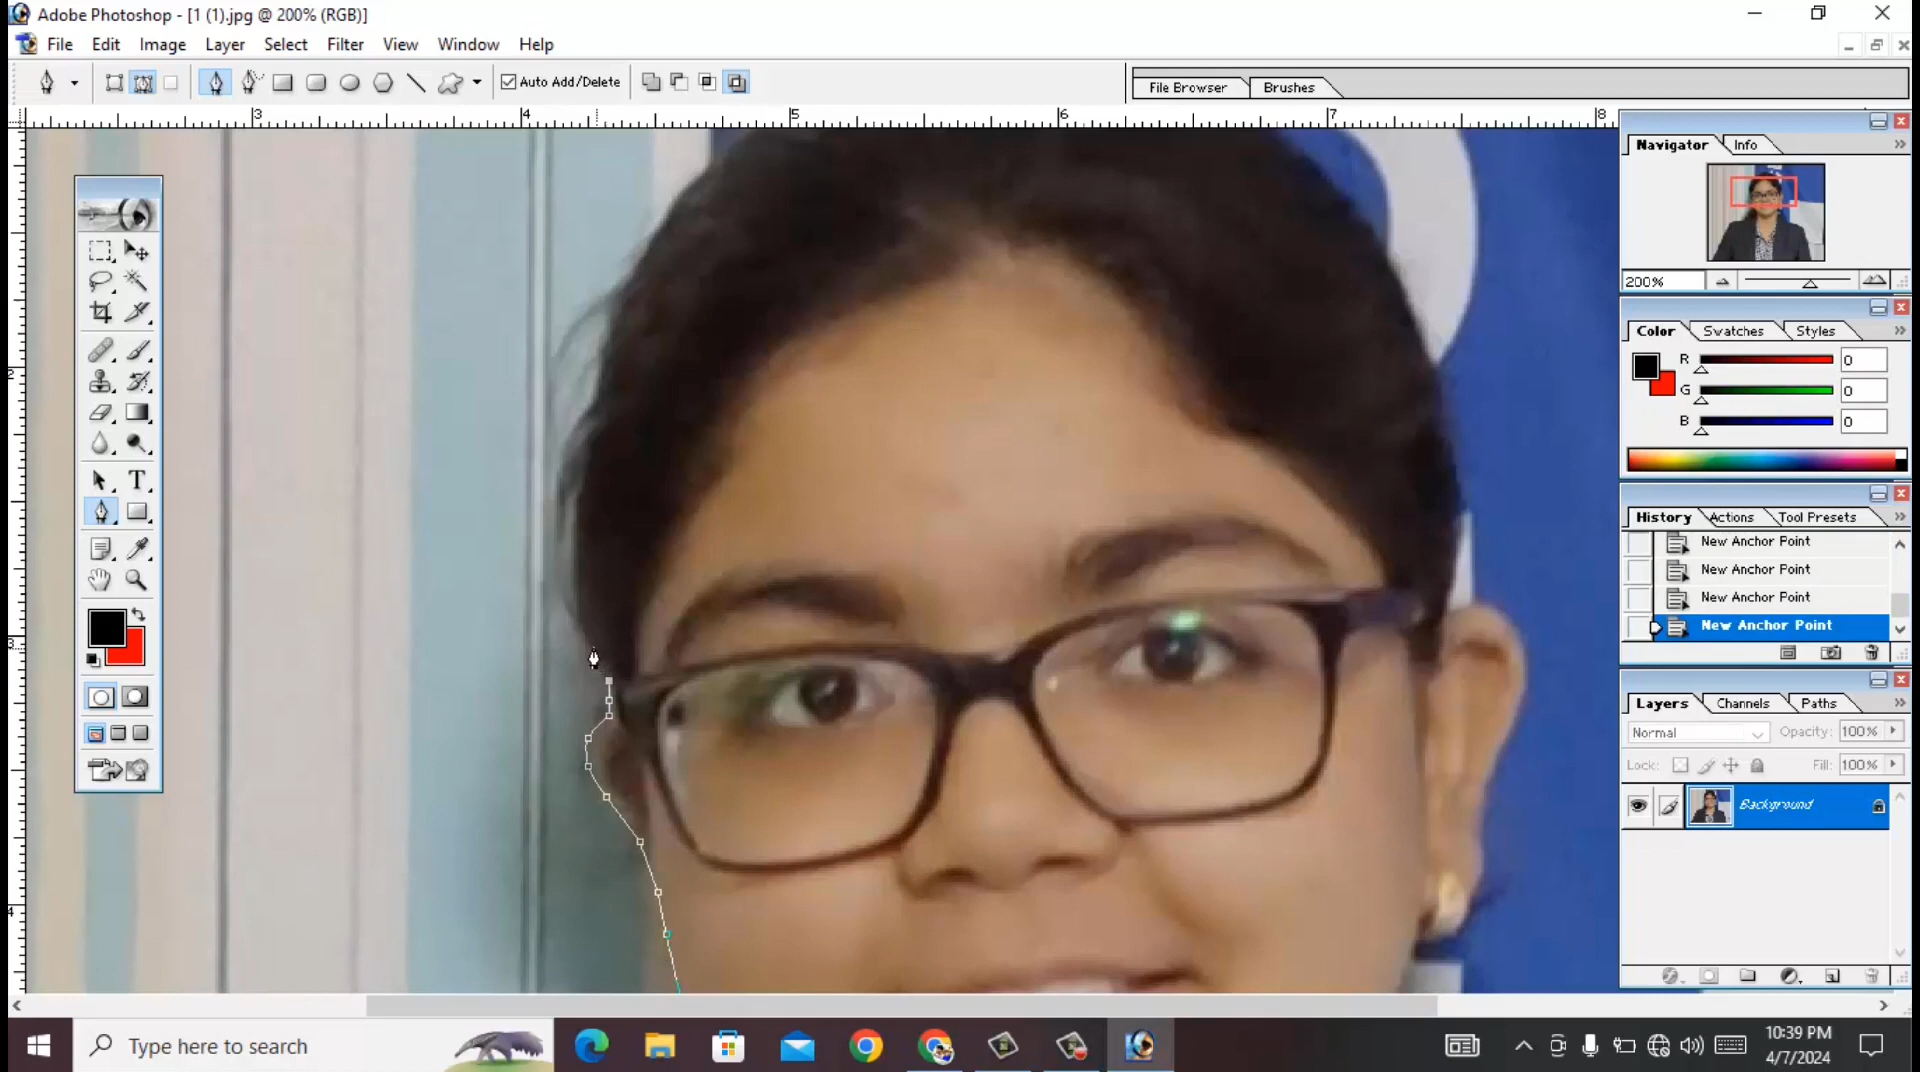 Adobe Photoshop - [1 (1).jpg @ 200% (RGB)]
File Edit Image Layer Select Filter View Window Help
Auto Add/Delete
File Browser Brushes
3 4 5 6 7 8
2
3
4
Navigator Info
200%
Color Swatches Styles
R 0
G 0
B 0
History Actions Tool Presets
New Anchor Point
New Anchor Point
New Anchor Point
New Anchor Point
Layers Channels Paths
Normal Opacity: 100%
Lock: Fill: 100%
Background
T
Type here to search
10:39 PM
4/7/2024